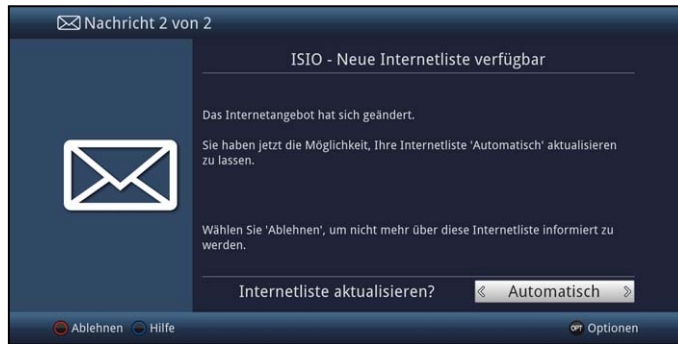 Nachricht 2 von 2
ISIO - Neue Internetliste verfügbar
Das Internetangebot hat sich geändert.
Sie haben jetzt die Möglichkeit, Ihre Internetliste 'Automatisch' aktualisieren
zu lassen.
Wählen Sie 'Ablehnen', um nicht mehr über diese Internetliste informiert zu
werden.
Internetliste aktualisieren? « Automatisch »
Ablehnen Hilfe OPT Optionen